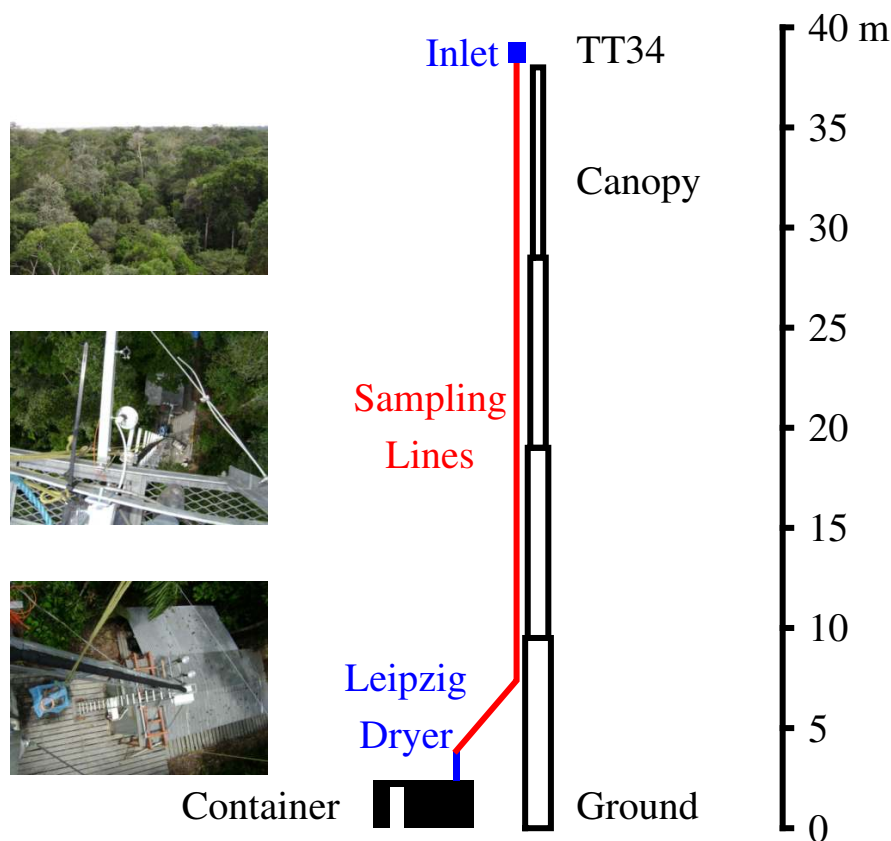 Inlet
TT34
40 m
35
Canopy
30
25
Sampling
Lines
20
15
10
Leipzig
Dryer
5
Container
Ground
0